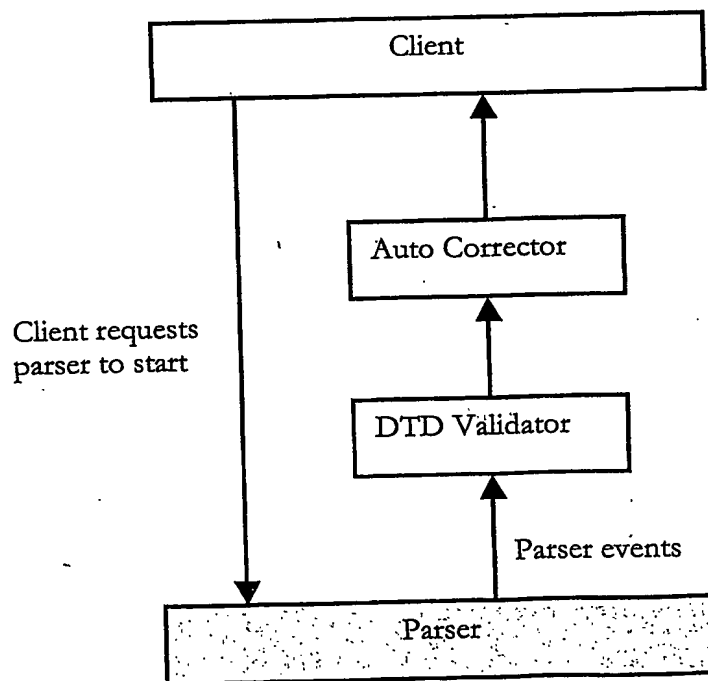 Client
Auto Corrector
Client requests
parser to start
DTD Validator
Parser events
Parser